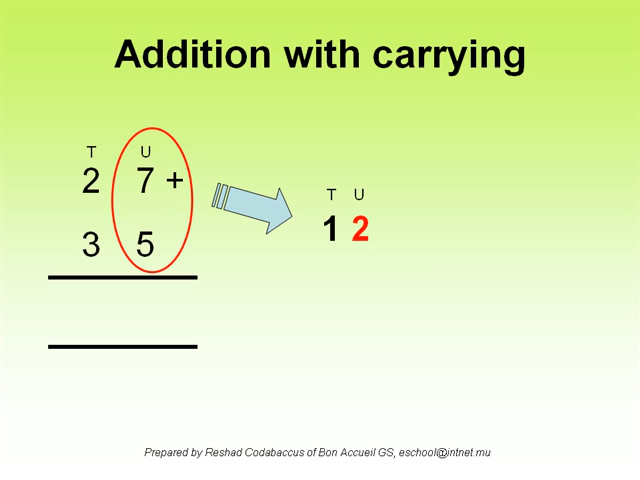 Addition with carrying
T U
2 7 +
3 5
T U
1 2
Prepared by Reshad Codabaccus of Bon Accueil GS, eschool@intnet.mu